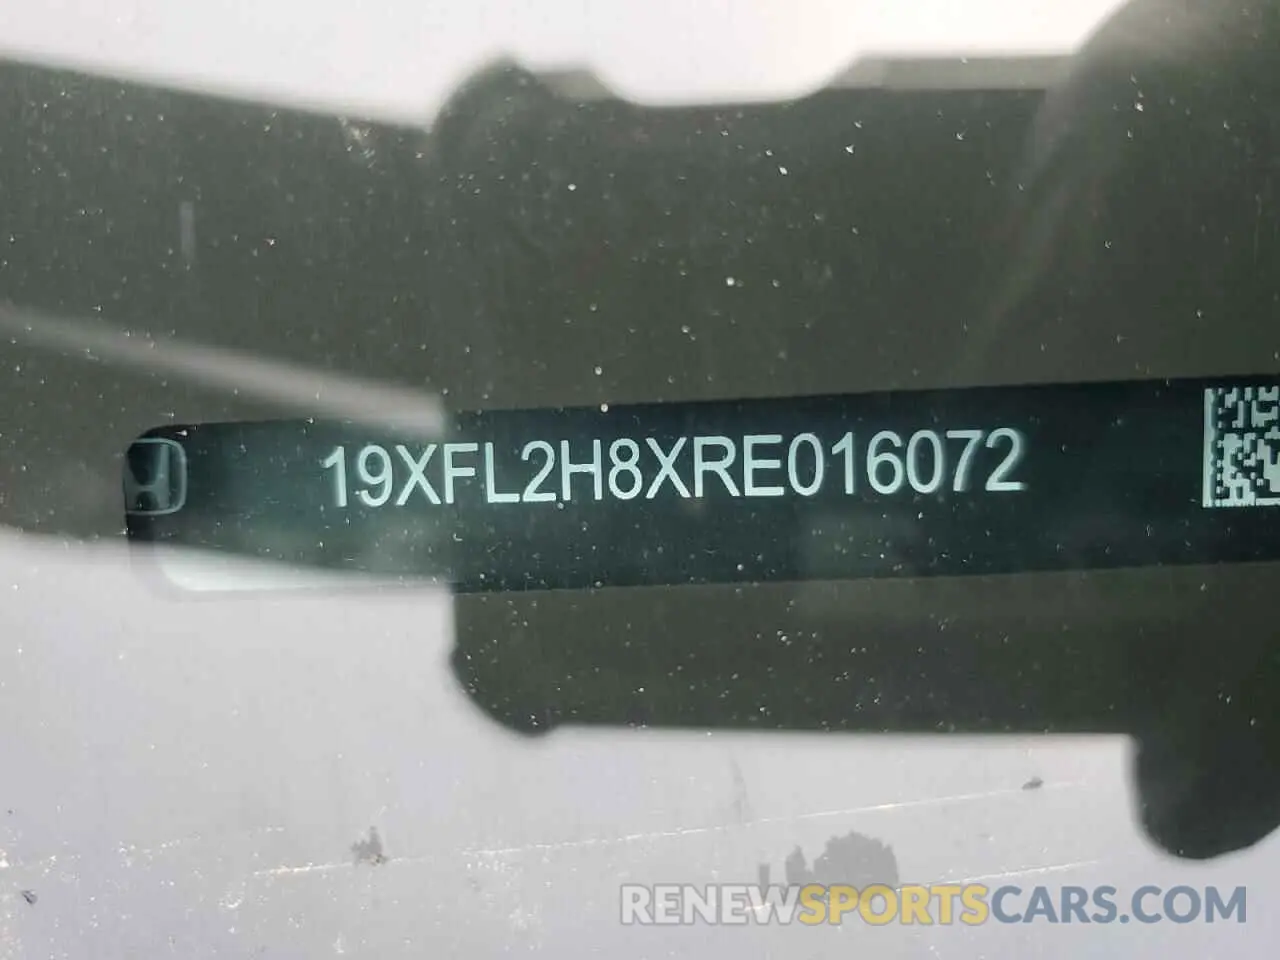 19XFL2H8XRE016072
RENEWSPORTSCARS.COM